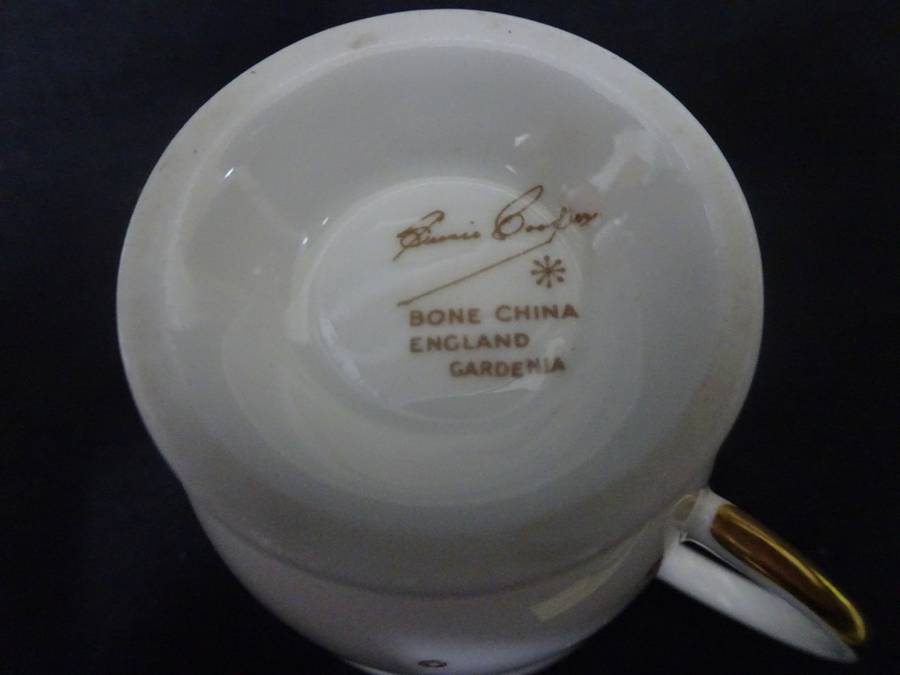 Susie Cooper
BONE CHINA
ENGLAND
GARDENIA